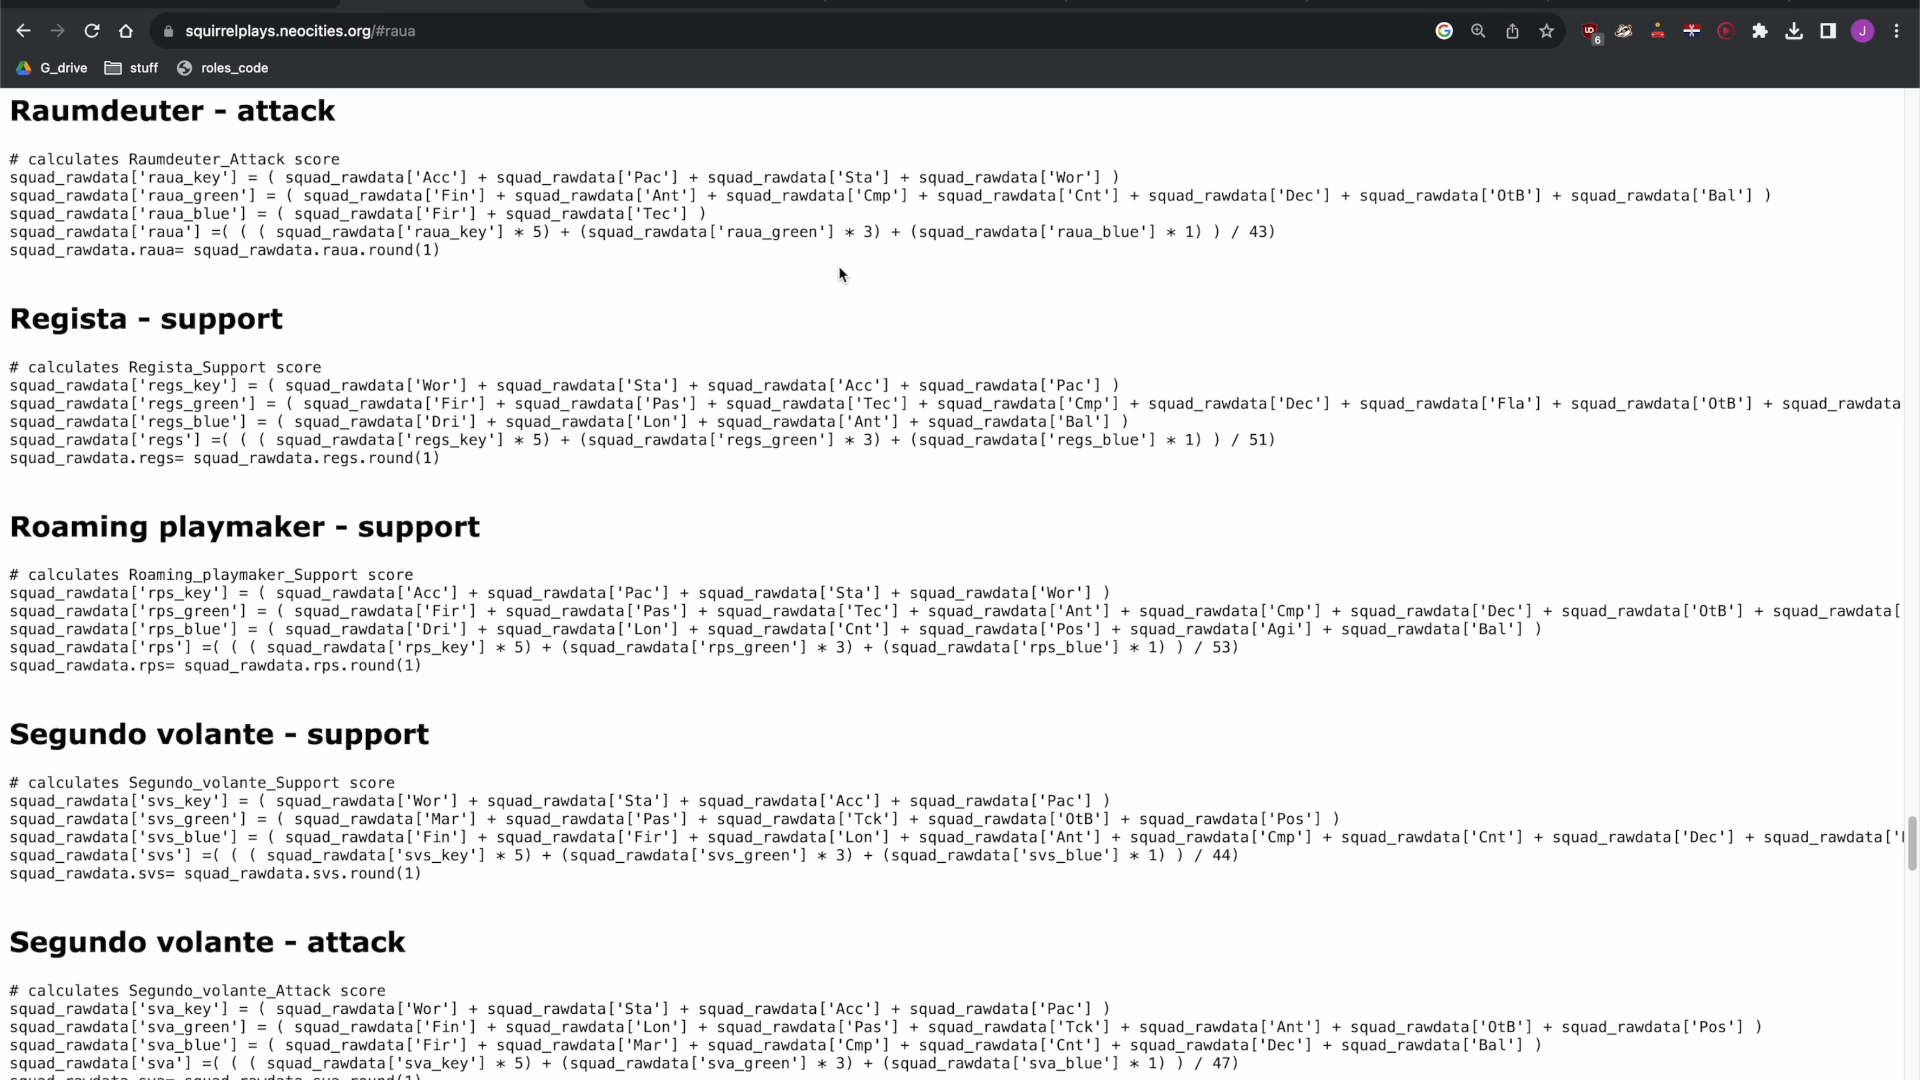 squirrelplays.neocities.org/#raua
6
J
G_drive stuff roles_code
Raumdeuter - attack
# calculates Raumdeuter_Attack score
squad_rawdata['raua_key'] = ( squad_rawdata['Acc'] + squad_rawdata['Pac'] + squad_rawdata['Sta'] + squad_rawdata['Wor'] )
squad_rawdata['raua_green'] = ( squad_rawdata['Fin'] + squad_rawdata['Ant'] + squad_rawdata['Cmp'] + squad_rawdata['Cnt'] + squad_rawdata['Dec'] + squad_rawdata['OtB'] + squad_rawdata['Bal'] )
squad_rawdata['raua_blue'] = ( squad_rawdata['Fir'] + squad_rawdata['Tec'] )
squad_rawdata['raua'] =( ( ( squad_rawdata['raua_key'] * 5) + (squad_rawdata['raua_green'] * 3) + (squad_rawdata['raua_blue'] * 1) ) / 43)
squad_rawdata.raua= squad_rawdata.raua.round(1)
Regista - support
# calculates Regista_Support score
squad_rawdata['regs_key'] = ( squad_rawdata['Wor'] + squad_rawdata['Sta'] + squad_rawdata['Acc'] + squad_rawdata['Pac'] )
squad_rawdata['regs_green'] = ( squad_rawdata['Fir'] + squad_rawdata['Pas'] + squad_rawdata['Tec'] + squad_rawdata['Cmp'] + squad_rawdata['Dec'] + squad_rawdata['Fla'] + squad_rawdata['OtB'] + squad_rawdata
squad_rawdata['regs_blue'] = ( squad_rawdata['Dri'] + squad_rawdata['Lon'] + squad_rawdata['Ant'] + squad_rawdata['Bal'] )
squad_rawdata['regs'] =( ( ( squad_rawdata['regs_key'] * 5) + (squad_rawdata['regs_green'] * 3) + (squad_rawdata['regs_blue'] * 1) ) / 51)
squad_rawdata.regs= squad_rawdata.regs.round(1)
Roaming playmaker - support
# calculates Roaming_playmaker_Support score
squad_rawdata['rps_key'] = ( squad_rawdata['Acc'] + squad_rawdata['Pac'] + squad_rawdata['Sta'] + squad_rawdata['Wor'] )
squad_rawdata['rps_green'] = ( squad_rawdata['Fir'] + squad_rawdata['Pas'] + squad_rawdata['Tec'] + squad_rawdata['Ant'] + squad_rawdata['Cmp'] + squad_rawdata['Dec'] + squad_rawdata['OtB'] + squad_rawdata[
squad_rawdata['rps_blue'] = ( squad_rawdata['Dri'] + squad_rawdata['Lon'] + squad_rawdata['Cnt'] + squad_rawdata['Pos'] + squad_rawdata['Agi'] + squad_rawdata['Bal'] )
squad_rawdata['rps'] =( ( ( squad_rawdata['rps_key'] * 5) + (squad_rawdata['rps_green'] * 3) + (squad_rawdata['rps_blue'] * 1) ) / 53)
squad_rawdata.rps= squad_rawdata.rps.round(1)
Segundo volante - support
# calculates Segundo_volante_Support score
squad_rawdata['svs_key'] = ( squad_rawdata['Wor'] + squad_rawdata['Sta'] + squad_rawdata['Acc'] + squad_rawdata['Pac'] )
squad_rawdata['svs_green'] = ( squad_rawdata['Mar'] + squad_rawdata['Pas'] + squad_rawdata['Tck'] + squad_rawdata['OtB'] + squad_rawdata['Pos'] )
squad_rawdata['svs_blue'] = ( squad_rawdata['Fin'] + squad_rawdata['Fir'] + squad_rawdata['Lon'] + squad_rawdata['Ant'] + squad_rawdata['Cmp'] + squad_rawdata['Cnt'] + squad_rawdata['Dec'] + squad_rawdata['
squad_rawdata['svs'] =( ( ( squad_rawdata['svs_key'] * 5) + (squad_rawdata['svs_green'] * 3) + (squad_rawdata['svs_blue'] * 1) ) / 44)
squad_rawdata.svs= squad_rawdata.svs.round(1)
Segundo volante - attack
# calculates Segundo_volante_Attack score
squad_rawdata['sva_key'] = ( squad_rawdata['Wor'] + squad_rawdata['Sta'] + squad_rawdata['Acc'] + squad_rawdata['Pac'] )
squad_rawdata['sva_green'] = ( squad_rawdata['Fin'] + squad_rawdata['Lon'] + squad_rawdata['Pas'] + squad_rawdata['Tck'] + squad_rawdata['Ant'] + squad_rawdata['OtB'] + squad_rawdata['Pos'] )
squad_rawdata['sva_blue'] = ( squad_rawdata['Fir'] + squad_rawdata['Mar'] + squad_rawdata['Cmp'] + squad_rawdata['Cnt'] + squad_rawdata['Dec'] + squad_rawdata['Bal'] )
squad_rawdata['sva'] =( ( ( squad_rawdata['sva_key'] * 5) + (squad_rawdata['sva_green'] * 3) + (squad_rawdata['sva_blue'] * 1) ) / 47)